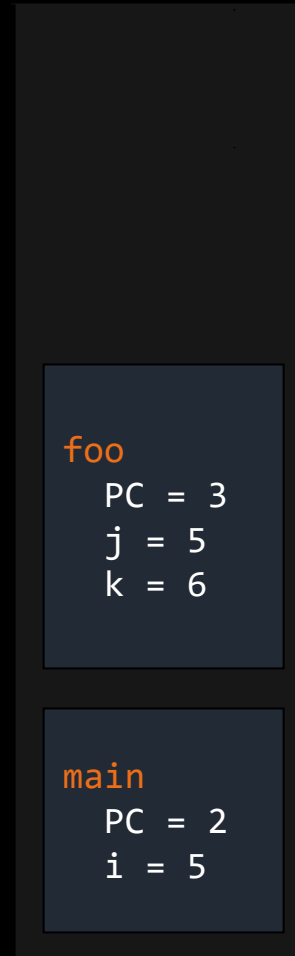 foo
PC = 3
j = 5
k = 6
main
PC = 2
i = 5